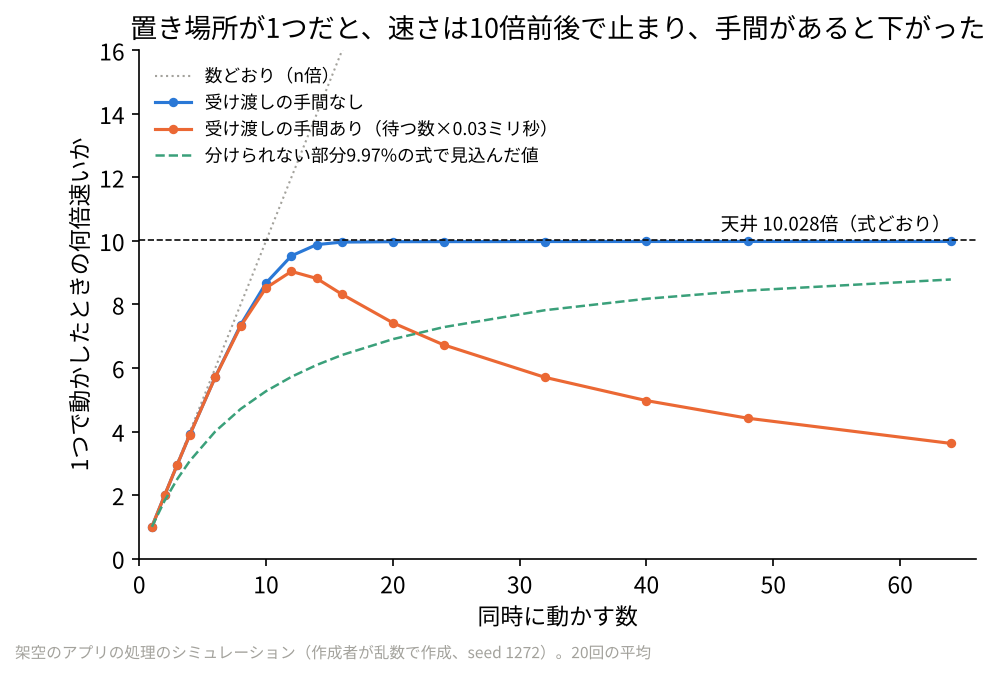 置き場所が1つだと、速さは10倍前後で止まり、手間があると下がった
数どおり（n倍）
受け渡しの手間なし
受け渡しの手間あり（待つ数×0.03ミリ秒）
分けられない部分9.97%の式で見込んだ値
天井 10.028倍（式どおり）
1つで動かしたときの何倍速いか
16
14
12
10
8
6
4
2
0
0 10 20 30 40 50 60
同時に動かす数
架空のアプリの処理のシミュレーション（作成者が乱数で作成、seed 1272）。20回の平均